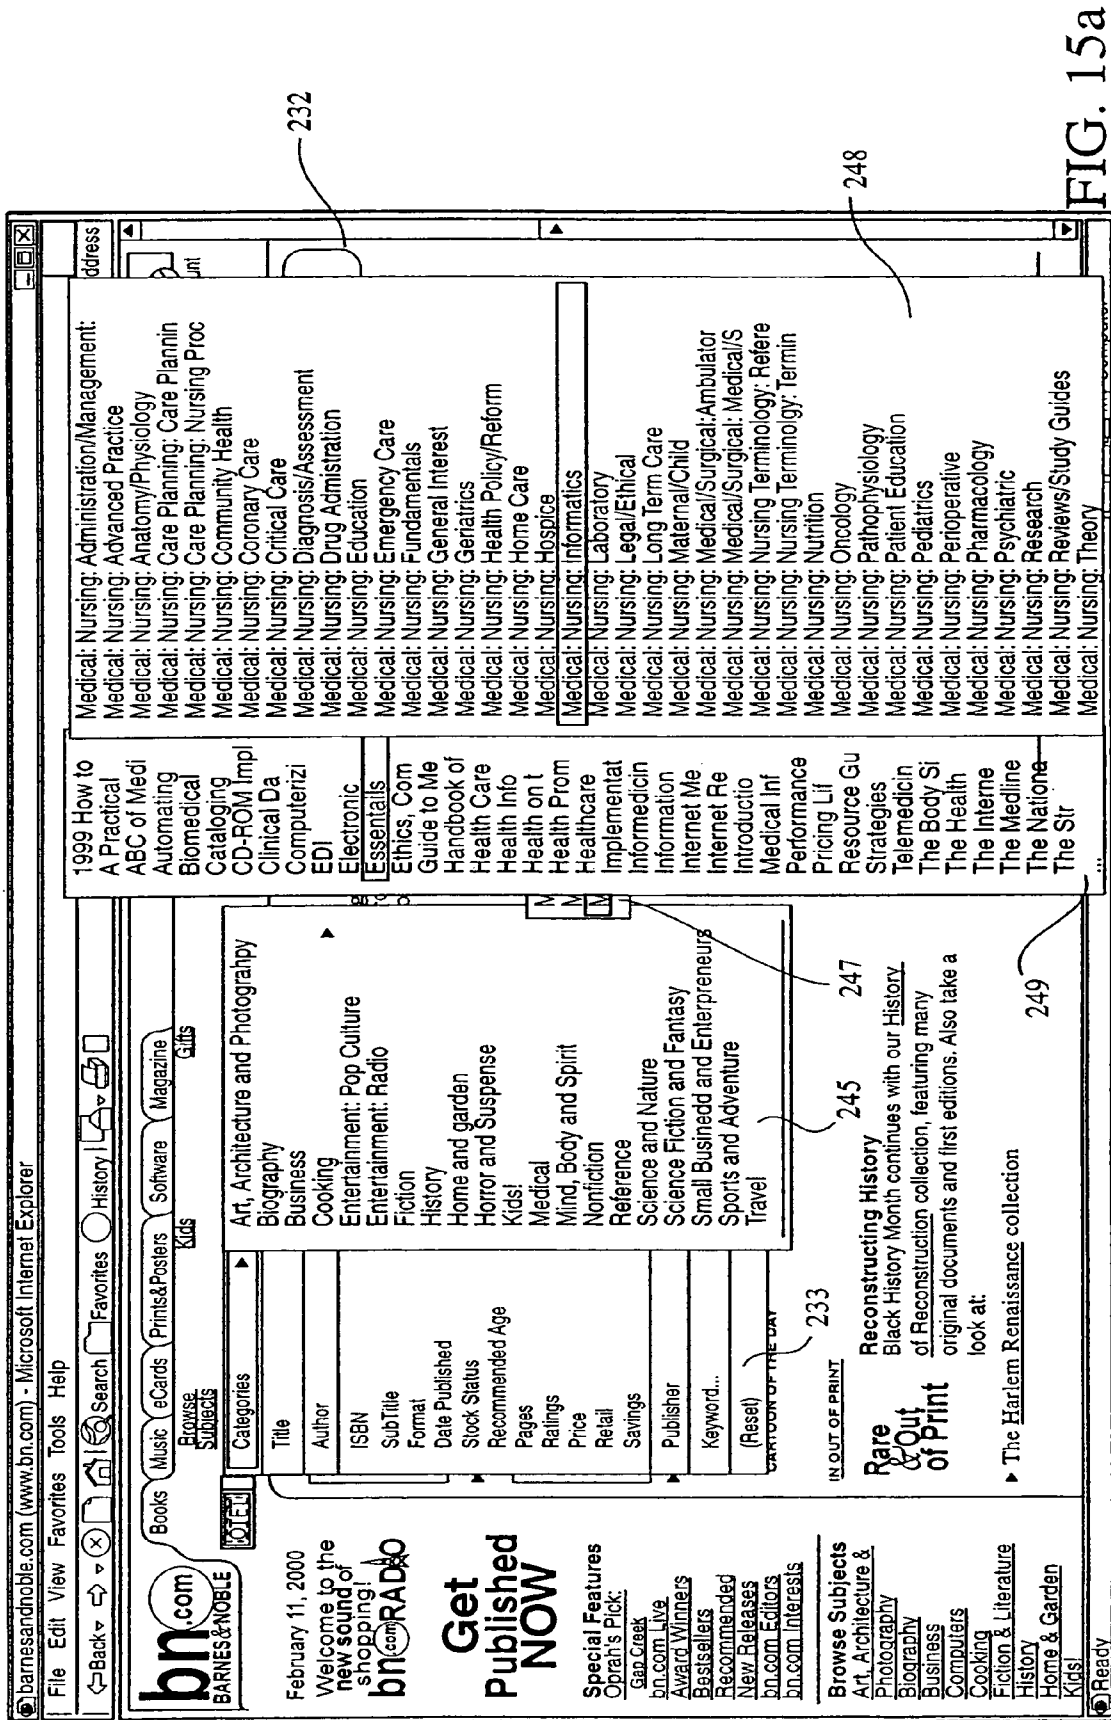 barnesandnoble.com (www.bn.com) - Microsoft Internet Explorer
File Edit View Favorites Tools Help
Back Search Favorites History
ddress
bn.com
BARNES&NOBLE
Books Music eCards Prints&Posters Software Magazine
Browse Subjects
Kids
Gifts
unt
OTEL
February 11, 2000
Welcome to the
new sound of
shopping!
bn.com RADIO
Get
Published
NOW
Special Features
Oprah's Pick:
Gap Creek
bn.com Live
Award Winners
Bestsellers
Recommended
New Releases
bn.com Editors
bn.com Interests
Browse Subjects
Art, Architecture &
Photography
Biography
Business
Computers
Cooking
Fiction & Literature
History
Home & Garden
Kids!
Ready
Categories
Title
Author
ISBN
SubTitle
Format
Date Published
Stock Status
Recommended Age
Pages
Ratings
Price
Retail
Savings
Publisher
Keyword...
(Reset)
CARTOON OF THE DAY
233
IN OUT OF PRINT
Rare
& Out
of Print
Reconstructing History
Black History Month continues with our History
of Reconstruction collection, featuring many
original documents and first editions. Also take a
look at:
The Harlem Renaissance collection
Art, Architecture and Photograhpy
Biography
Business
Cooking
Entertainment: Pop Culture
Entertainment: Radio
Fiction
History
Home and garden
Horror and Suspense
Kids!
Medical
Mind, Body and Spirit
Nonfiction
Reference
Science and Nature
Science Fiction and Fantasy
Small Businedd and Enterpreneurs
Sports and Adventure
Travel
245
M
M
M
247
1999 How to
A Practical
ABC of Medi
Automating
Biomedical
Cataloging
CD-ROM Impl
Clinical Da
Computerizi
EDI
Electronic
Essentails
Ethics, Com
Guide to Me
Handbook of
Health Care
Health Info
Health on t
Health Prom
Healthcare
Implementat
Informedicin
Information
Internet Me
Internet Re
Introductio
Medical Inf
Performance
Pricing Lif
Resource Gu
Strategies
Telemedicin
The Body Si
The Health
The Interne
The Medline
The Nationa
The Str
...
249
Medical: Nursing: Administration/Management:
Medical: Nursing: Advanced Practice
Medical: Nursing: Anatomy/Physiology
Medical: Nursing: Care Planning: Care Plannin
Medical: Nursing: Care Planning: Nursing Proc
Medical: Nursing: Community Health
Medical: Nursing: Coronary Care
Medical: Nursing: Critical Care
Medical: Nursing: Diagnosis/Assessment
Medical: Nursing: Drug Administration
Medical: Nursing: Education
Medical: Nursing: Emergency Care
Medical: Nursing: Fundamentals
Medical: Nursing: General Interest
Medical: Nursing: Geriatrics
Medical: Nursing: Health Policy/Reform
Medical: Nursing: Home Care
Medical: Nursing: Hospice
Medical: Nursing: Informatics
Medical: Nursing: Laboratory
Medical: Nursing: Legal/Ethical
Medical: Nursing: Long Term Care
Medical: Nursing: Maternal/Child
Medical: Nursing: Medical/Surgical:Ambulator
Medical: Nursing: Medical/Surgical: Medical/S
Medical: Nursing: Nursing Terminology: Refere
Medical: Nursing: Nursing Terminology: Termin
Medical: Nursing: Nutrition
Medical: Nursing: Oncology
Medical: Nursing: Pathophysiology
Medical: Nursing: Patient Education
Medical: Nursing: Pediatrics
Medical: Nursing: Perioperative
Medical: Nursing: Pharmacology
Medical: Nursing: Psychiatric
Medical: Nursing: Research
Medical: Nursing: Reviews/Study Guides
Medical: Nursing: Theory
232
248
FIG. 15a